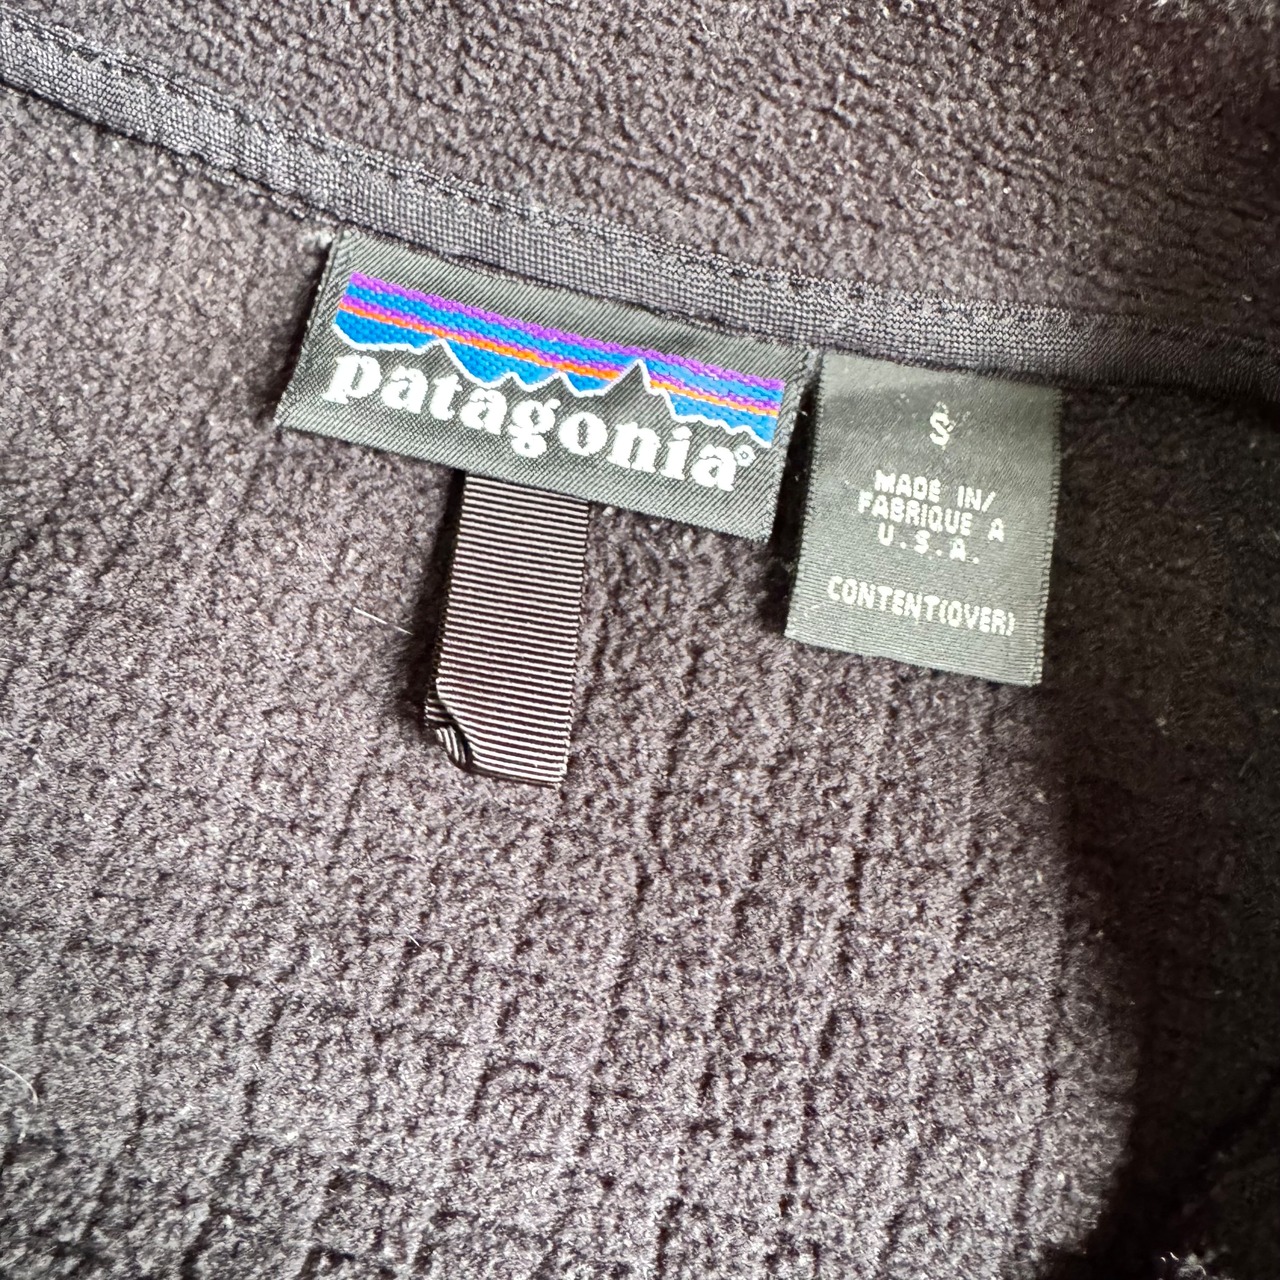 patagonia®
S
MADE IN/
FABRIQUE A
U.S.A.
CONTENT(OVER)